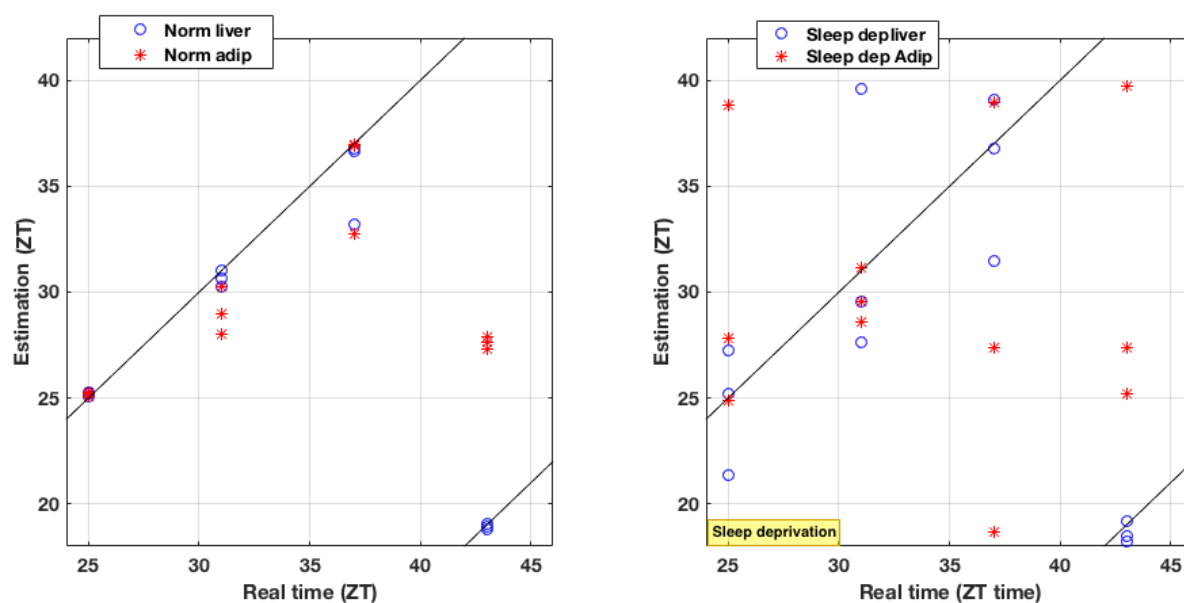 Norm liver
Norm adip
40
35
30
25
20
25
30
35
40
45
Estimation (ZT)
Real time (ZT)
Sleep depliver
Sleep dep Adip
40
35
30
25
20
Sleep deprivation
25
30
35
40
45
Estimation (ZT)
Real time (ZT time)